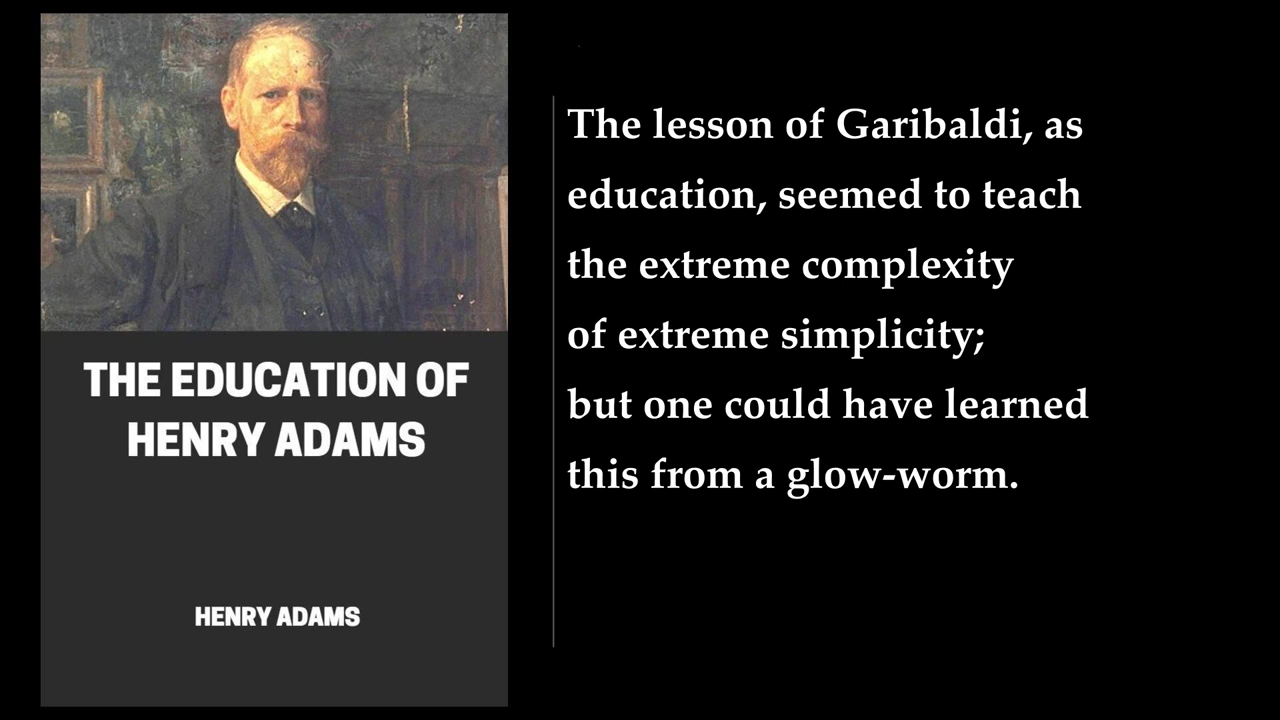 THE EDUCATION OF
HENRY ADAMS
HENRY ADAMS
The lesson of Garibaldi, as
education, seemed to teach
the extreme complexity
of extreme simplicity;
but one could have learned
this from a glow-worm.